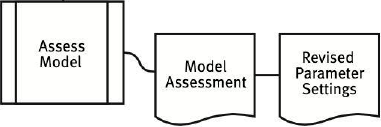 Assess
Model
Model
Assessment
Revised
Parameter
Settings